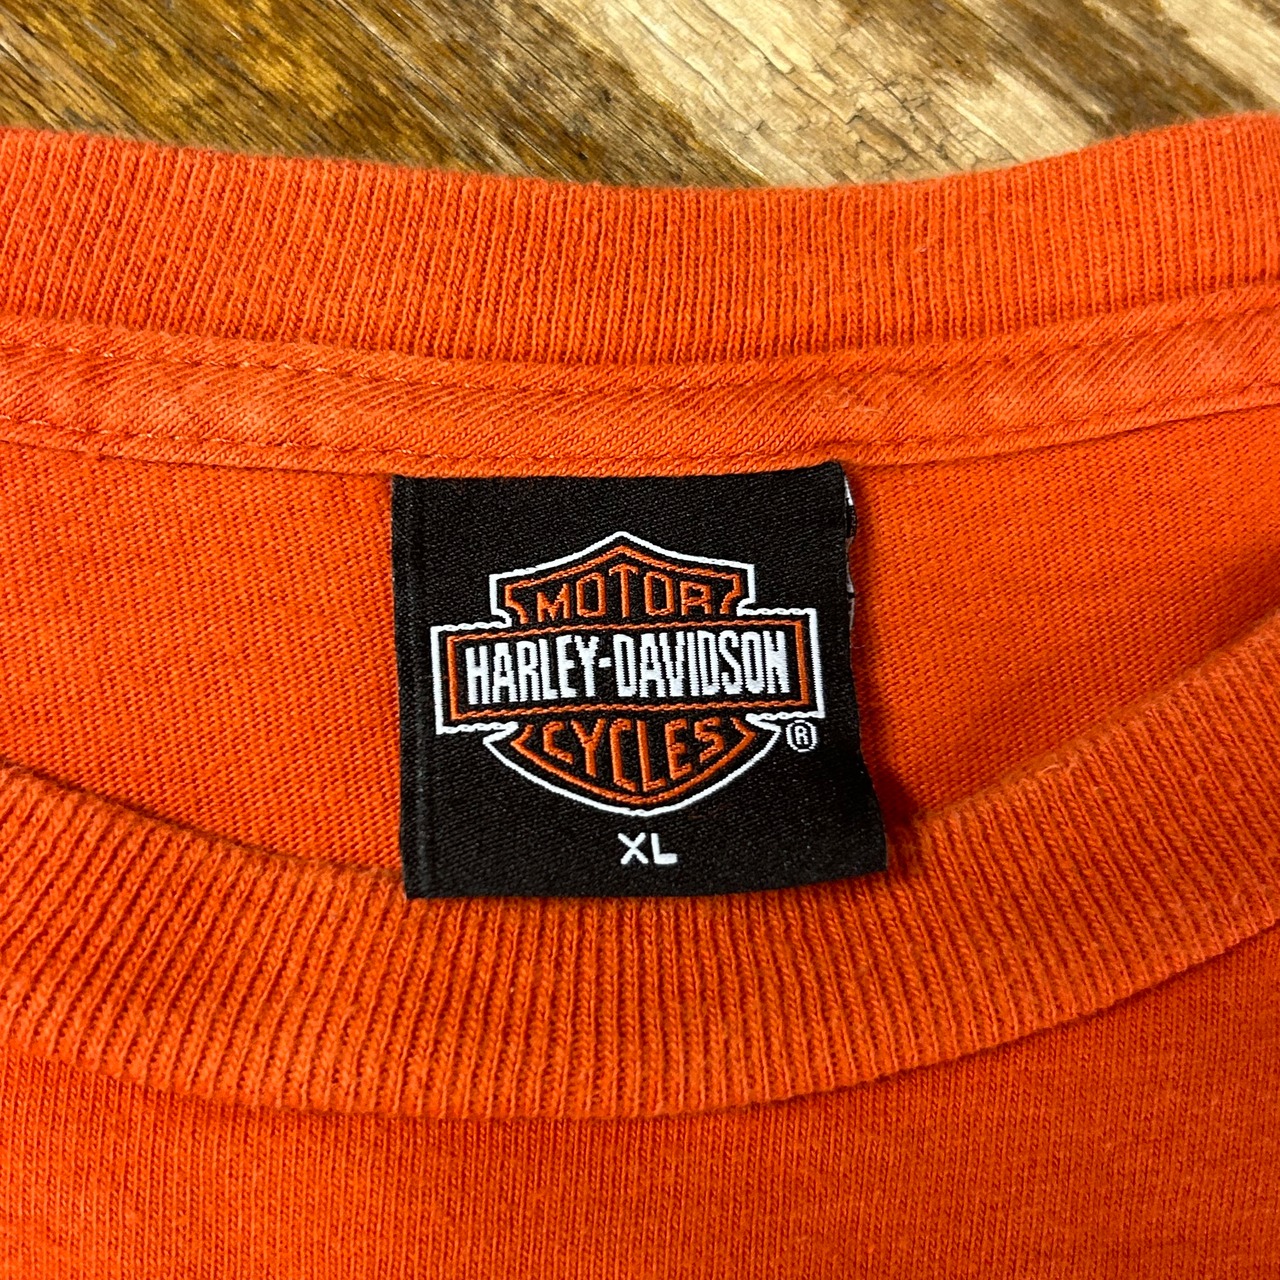 MOTOR
HARLEY-DAVIDSON
CYCLES
®
XL